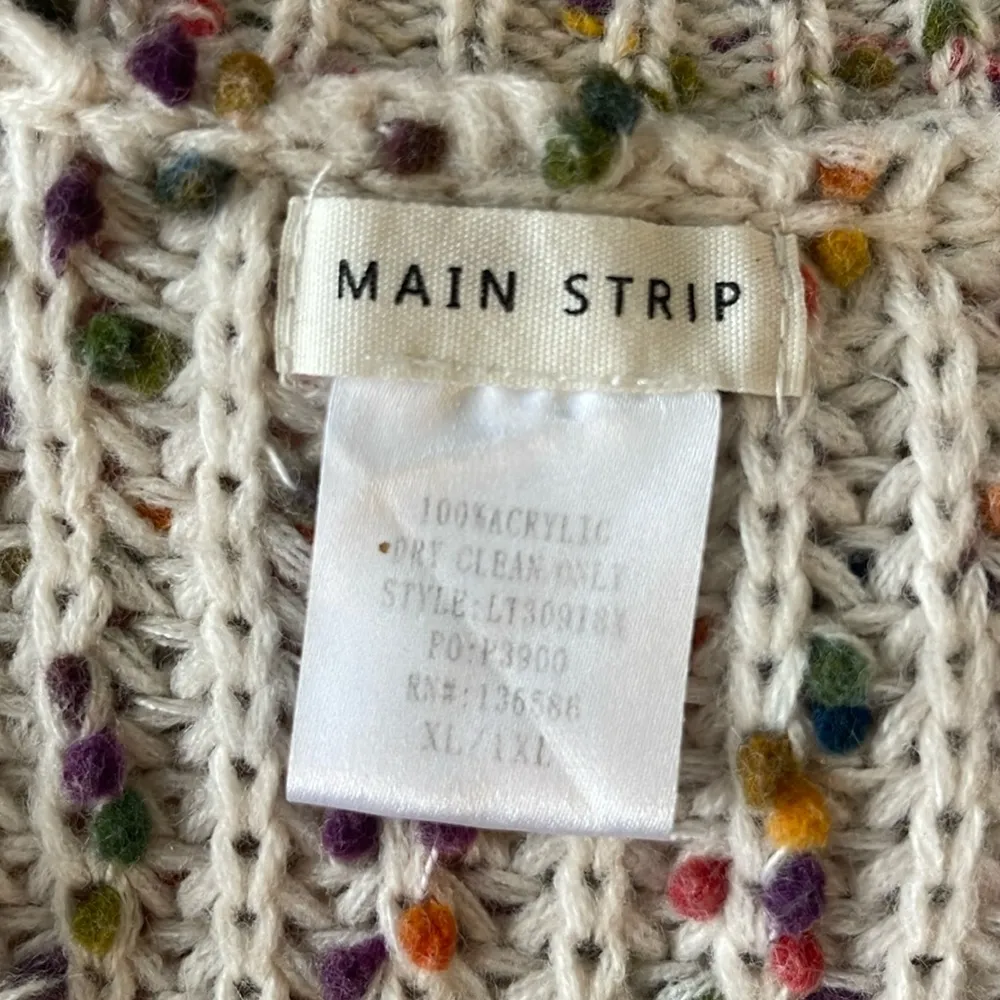 MAIN STRIP
100%ACRYLIC
DRY CLEAN ONLY
STYLE:LT30918X
PO:P3900
RN#:136586
XL/1XL